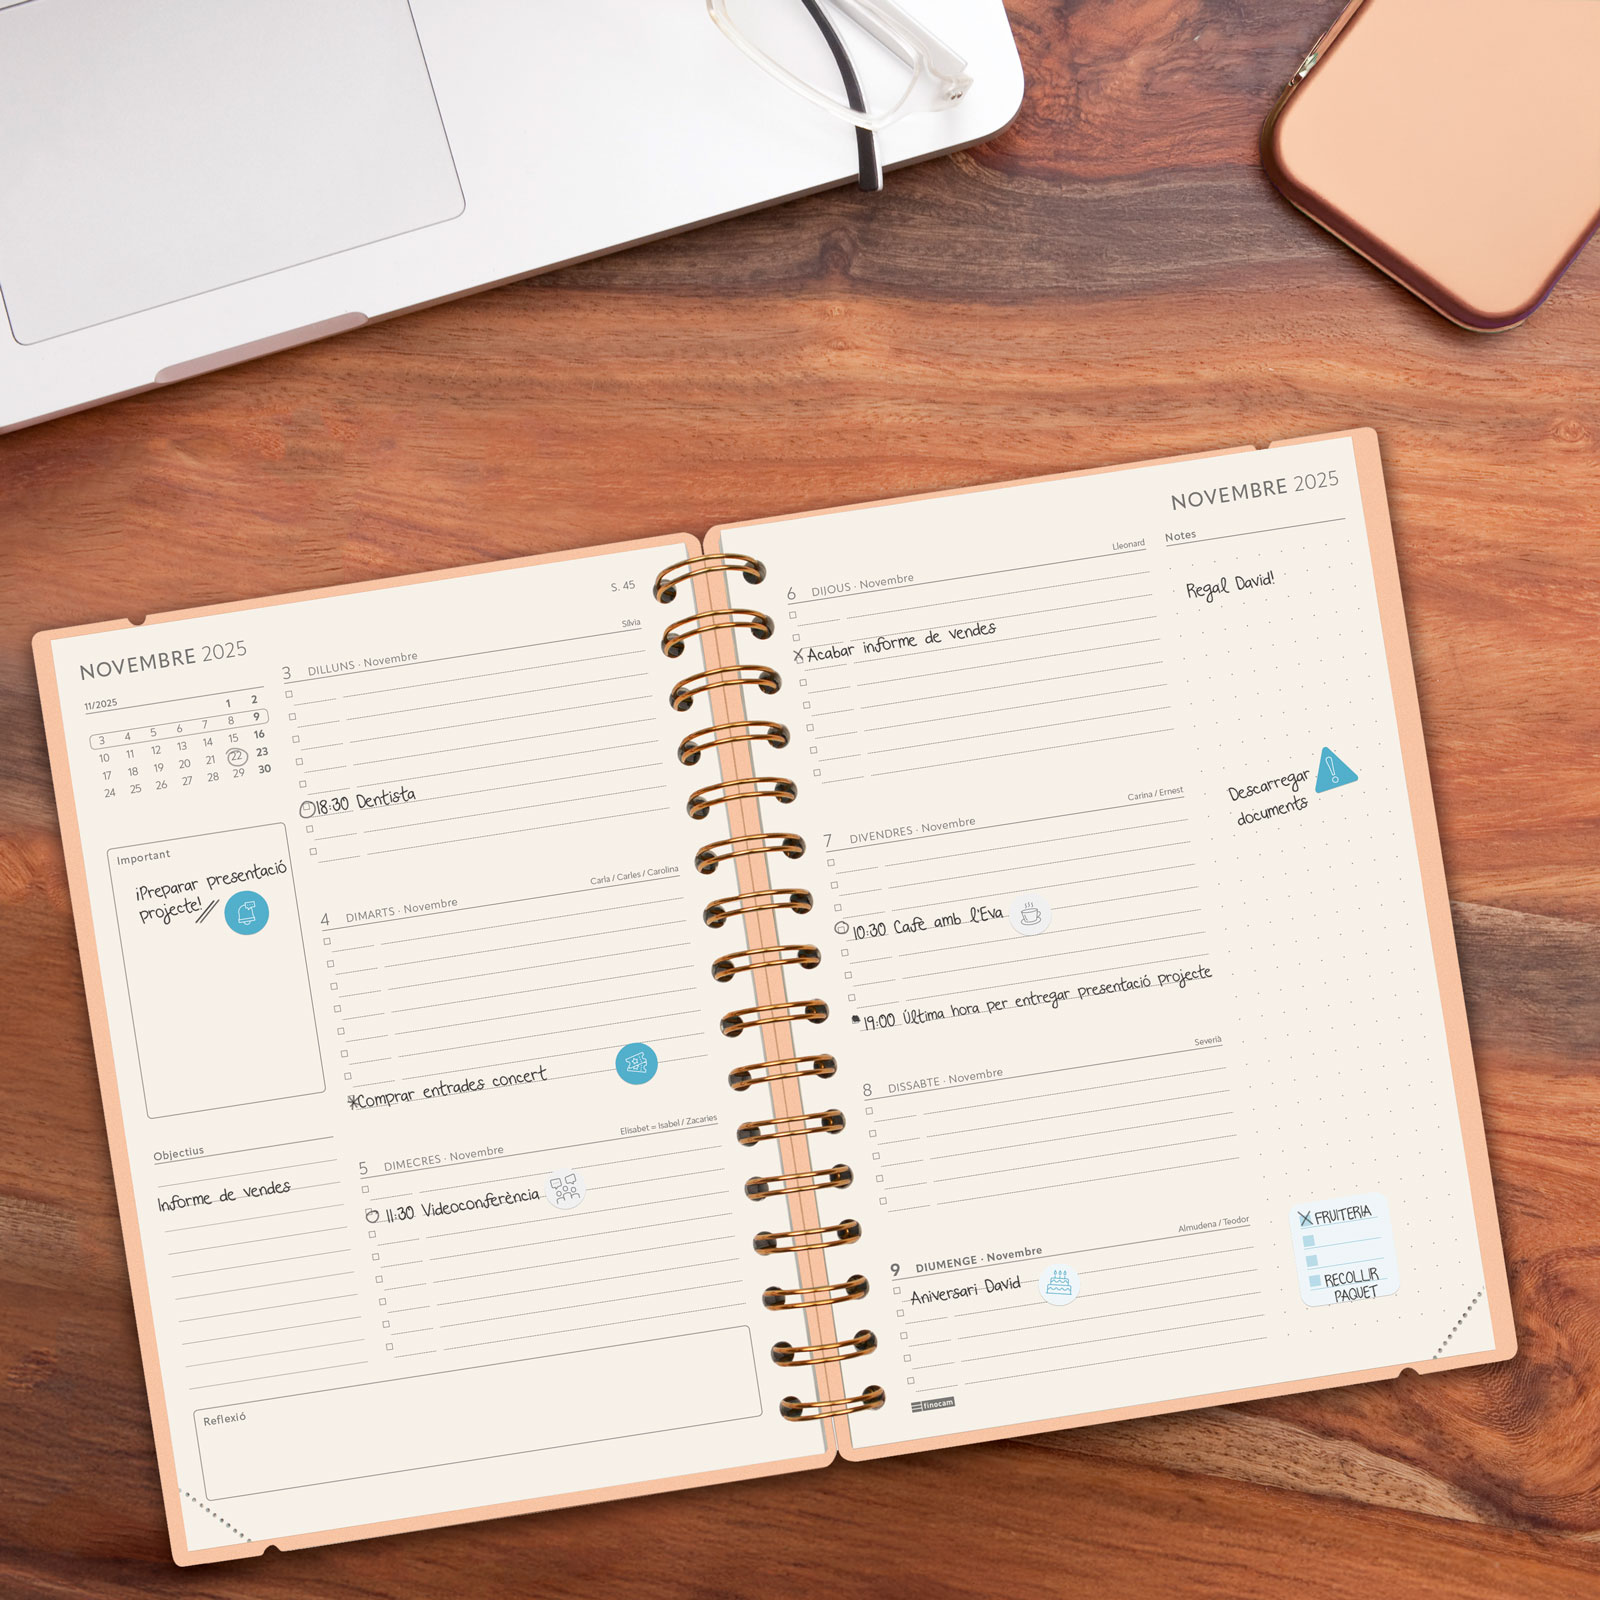 NOVEMBRE 2025
11/2025
1 2
3 4 5 6 7 8 9
10 11 12 13 14 15 16
17 18 19 20 21 22 23
24 25 26 27 28 29 30
Important
¡Preparar presentació
projecte!
Objectius
Informe de vendes
Reflexió
S. 45
Sílvia
3 DILLUNS · Novembre
18:30 Dentista
Carla / Carles / Carolina
4 DIMARTS · Novembre
Comprar entrades concert
Elisabet = Isabel / Zacaries
5 DIMECRES · Novembre
11:30 Videoconferència
NOVEMBRE 2025
Lleonard
6 DIJOUS · Novembre
Acabar informe de vendes
Carina / Ernest
7 DIVENDRES · Novembre
10:30 Cafè amb l'Eva
19:00 Última hora per entregar presentació projecte
Severià
8 DISSABTE · Novembre
Almudena / Teodor
9 DIUMENGE · Novembre
Aniversari David
finocam
Notes
Regal David!
Descarregar
documents
FRUITERIA
RECOLLIR
PAQUET